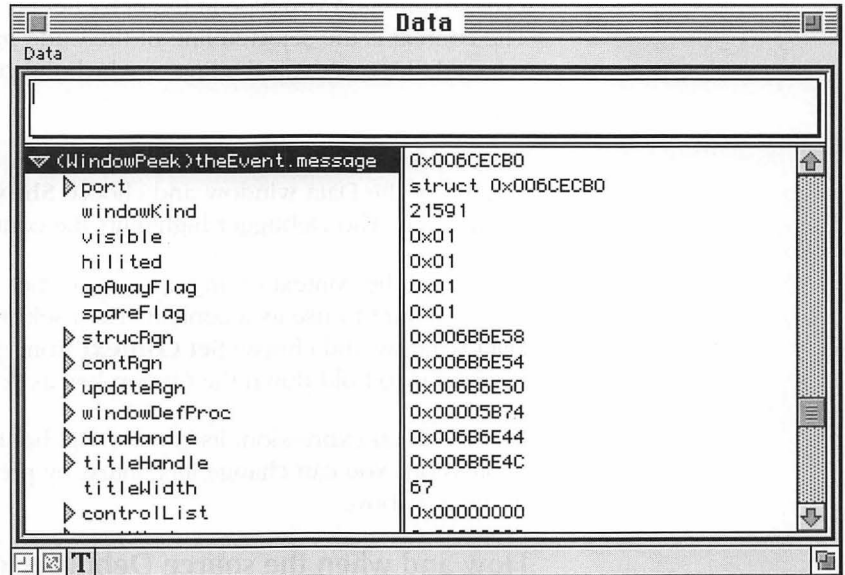 Data
Data
(WindowPeek)theEvent.message 0x006CECB0
port struct 0x006CECB0
windowKind 21591
visible 0x01
hilited 0x01
goAwayFlag 0x01
spareFlag 0x01
strucRgn 0x006B6E58
contRgn 0x006B6E54
updateRgn 0x006B6E50
windowDefProc 0x00005B74
dataHandle 0x006B6E44
titleHandle 0x006B6E4C
titleWidth 67
controlList 0x00000000
T